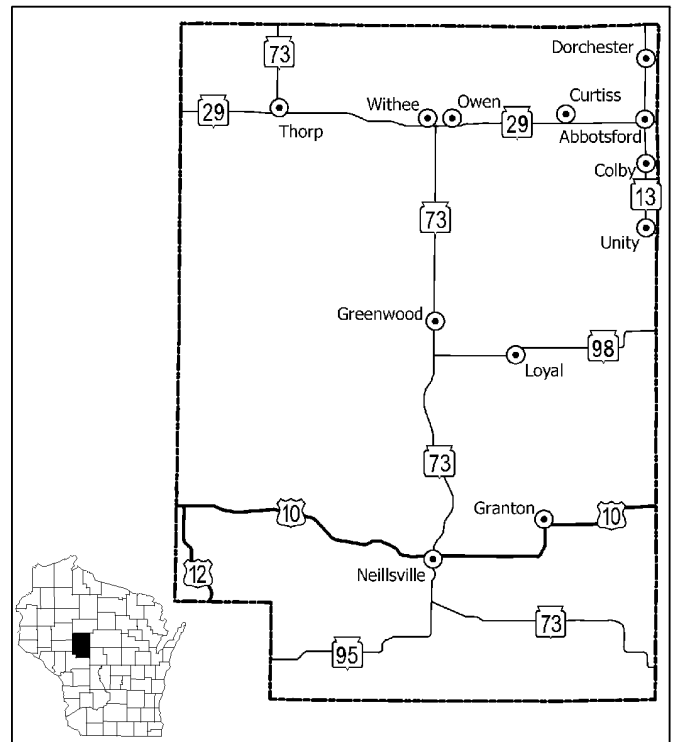 Dorchester
73
Curtiss
Withee
Owen
29
29
Thorp
Abbotsford
Colby
13
73
Unity
Greenwood
98
Loyal
73
Granton
10
10
12
Neillsville
73
95